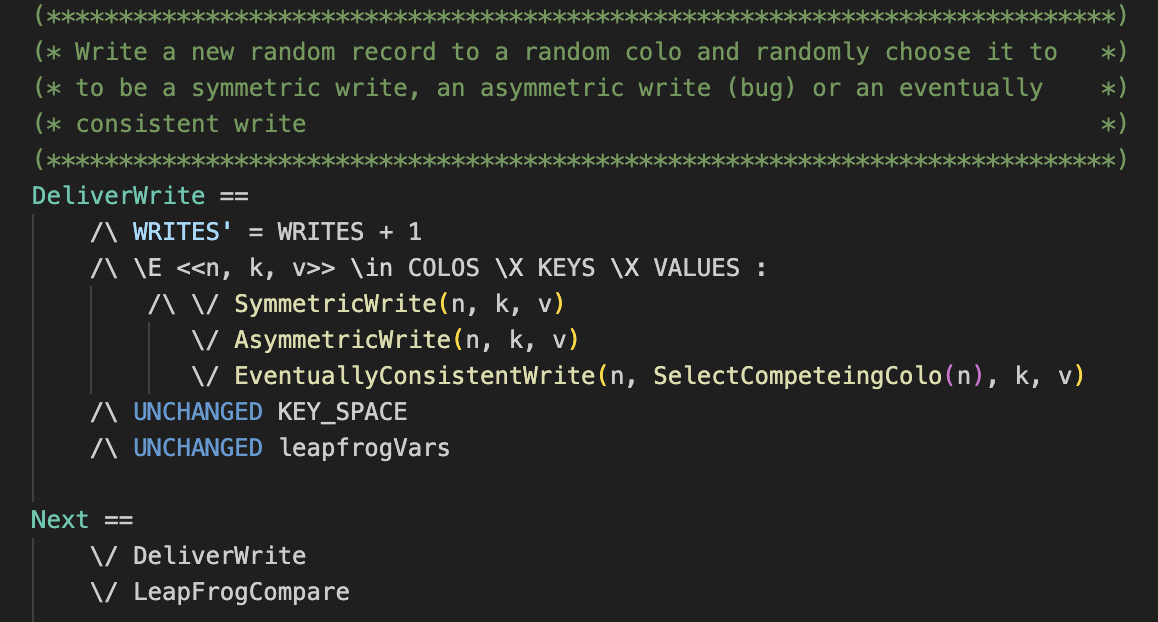 (**************************************************************************)
(* Write a new random record to a random colo and randomly choose it to   *)
(* to be a symmetric write, an asymmetric write (bug) or an eventually    *)
(* consistent write                                                       *)
(**************************************************************************)
DeliverWrite ==
    /\ WRITES' = WRITES + 1
    /\ \E <<n, k, v>> \in COLOS \X KEYS \X VALUES :
        /\ \/ SymmetricWrite(n, k, v)
           \/ AsymmetricWrite(n, k, v)
           \/ EventuallyConsistentWrite(n, SelectCompeteingColo(n), k, v)
    /\ UNCHANGED KEY_SPACE
    /\ UNCHANGED leapfrogVars
Next ==
    \/ DeliverWrite
    \/ LeapFrogCompare